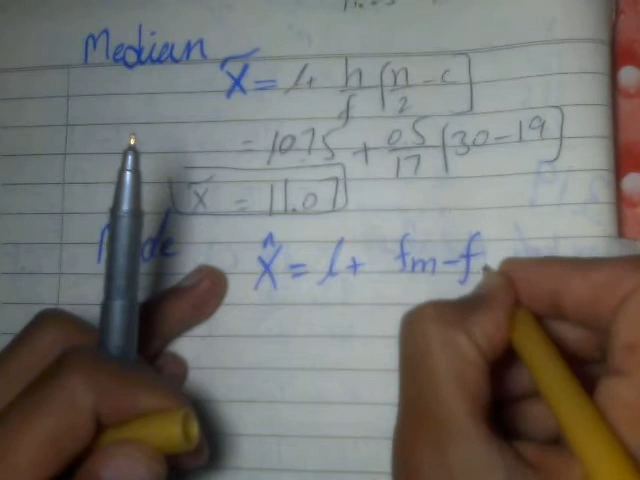 Median
x̃ = l + h/f [n/2 - c]
= 10.75 + 0.5/17 [30-19]
x̃ = 11.07
Mode
x̂ = l + fm-f